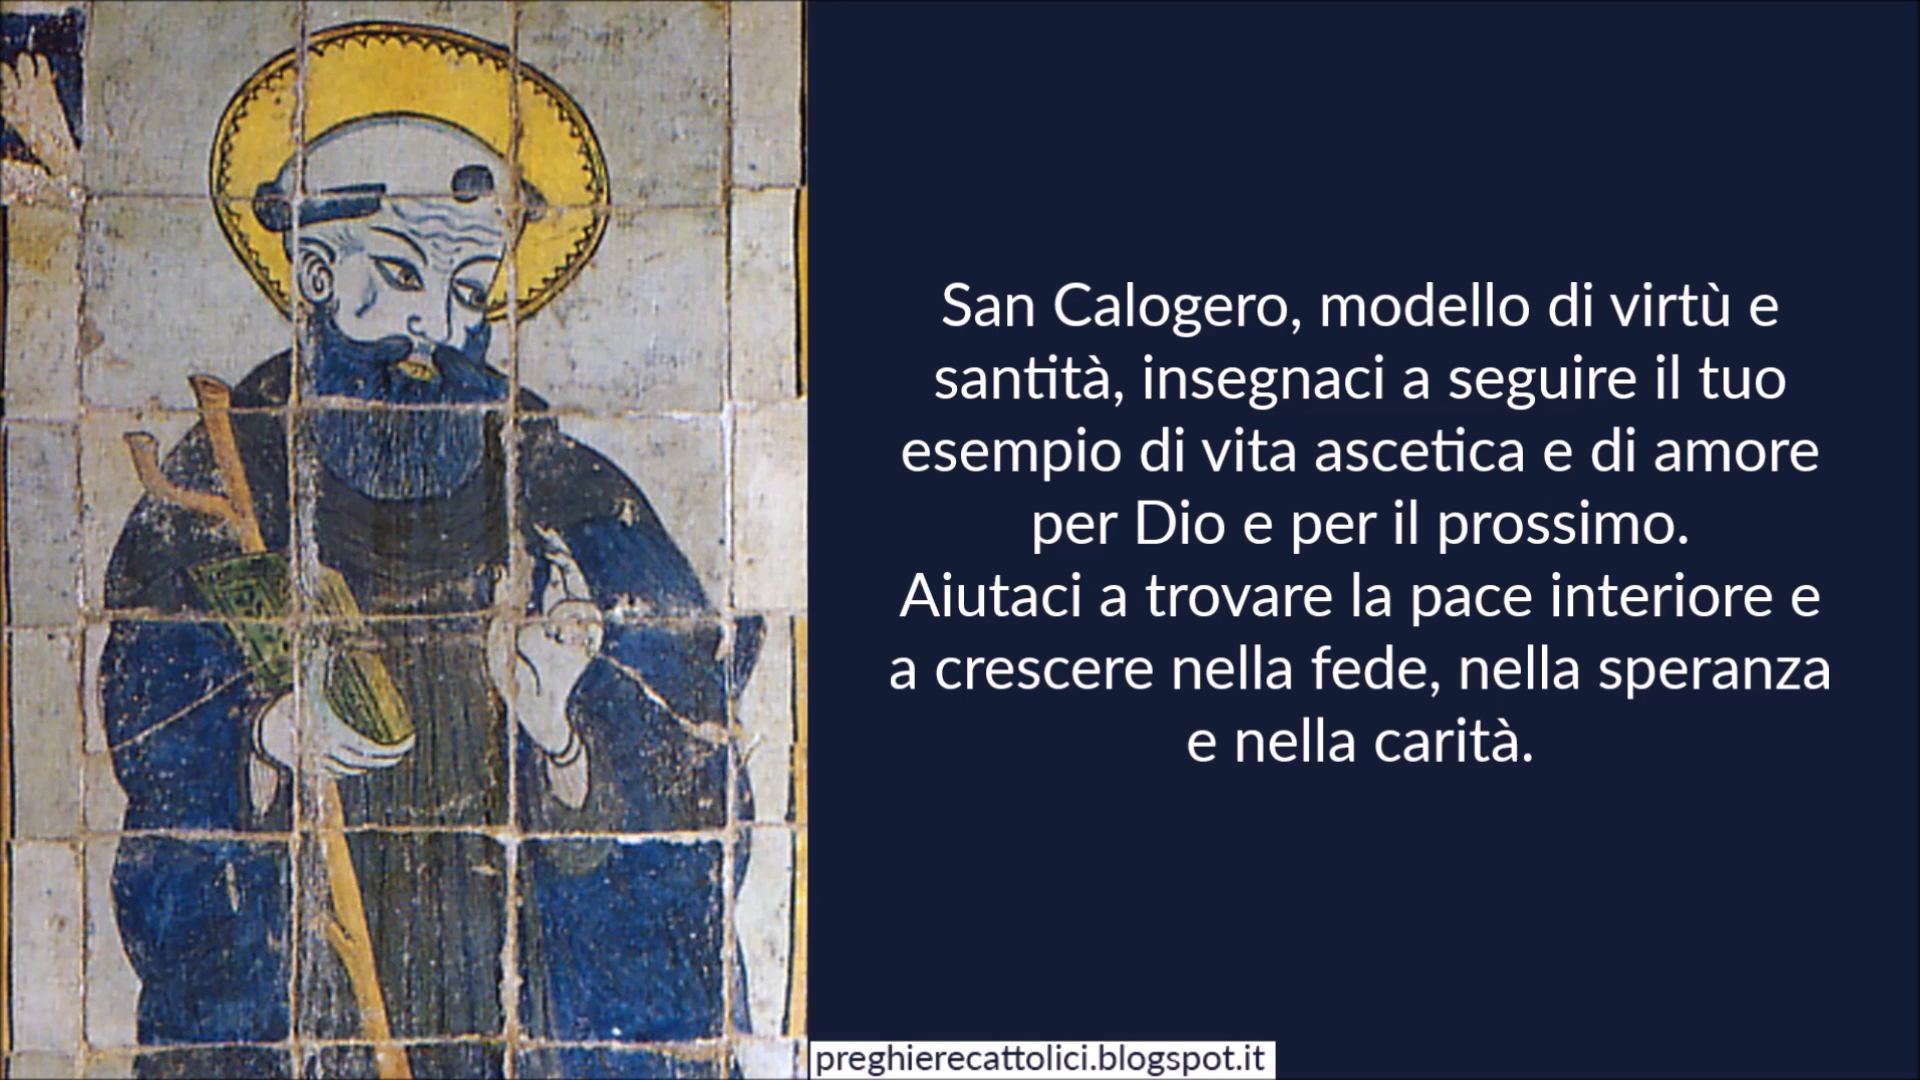 San Calogero, modello di virtù e
santità, insegnaci a seguire il tuo
esempio di vita ascetica e di amore
per Dio e per il prossimo.
Aiutaci a trovare la pace interiore e
a crescere nella fede, nella speranza
e nella carità.
preghierecattolici.blogspot.it